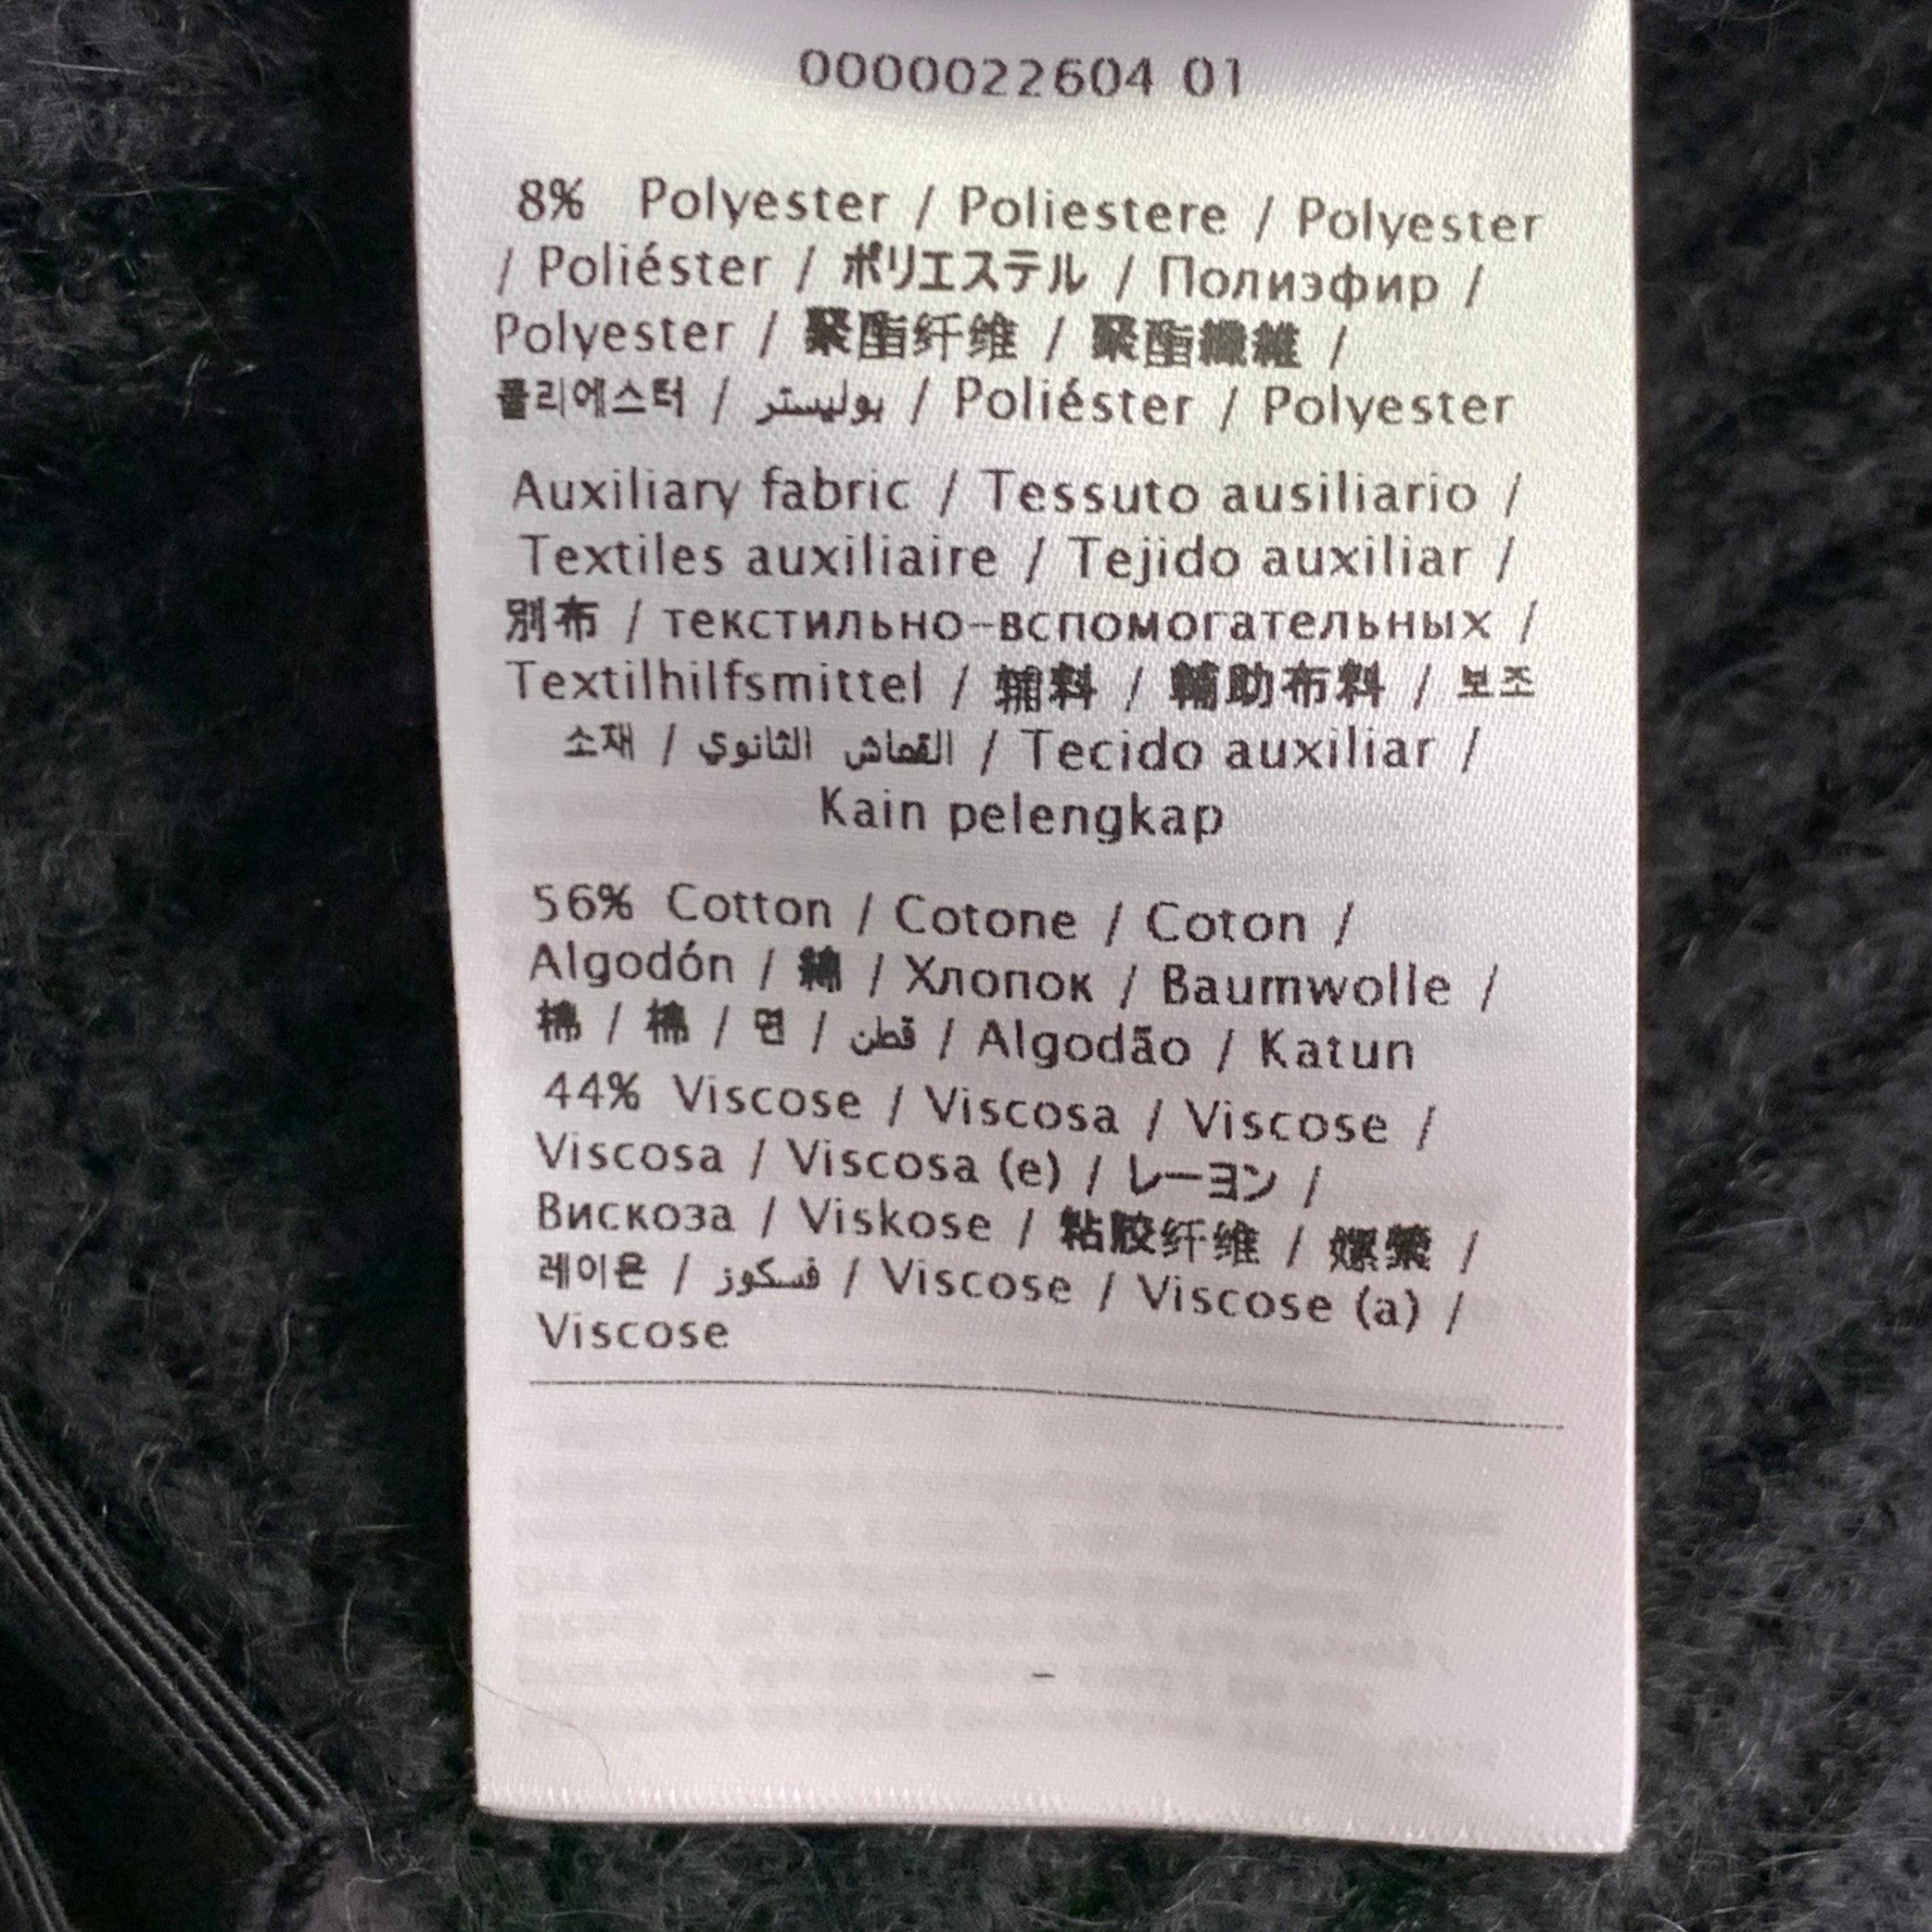 0000022604 01
8% Polyester / Poliestere / Polyester
/ Poliéster / ポリエステル / Полиэфир /
Polyester / 聚酯纤维 / 聚酯纖維 /
폴리에스터 / بوليستر / Poliéster / Polyester
Auxiliary fabric / Tessuto ausiliario /
Textiles auxiliaire / Tejido auxiliar /
別布 / текстильно-вспомогательных /
Textilhilfsmittel / 辅料 / 輔助布料 / 보조
소재 / القماش الثانوي / Tecido auxiliar /
Kain pelengkap
56% Cotton / Cotone / Coton /
Algodón / 綿 / Хлопок / Baumwolle /
棉 / 棉 / 면 / قطن / Algodão / Katun
44% Viscose / Viscosa / Viscose /
Viscosa / Viscosa (e) / レーヨン /
Вискоза / Viskose / 粘胶纤维 / 嫘縈 /
레이온 / فسكوز / Viscose / Viscose (a) /
Viscose
-